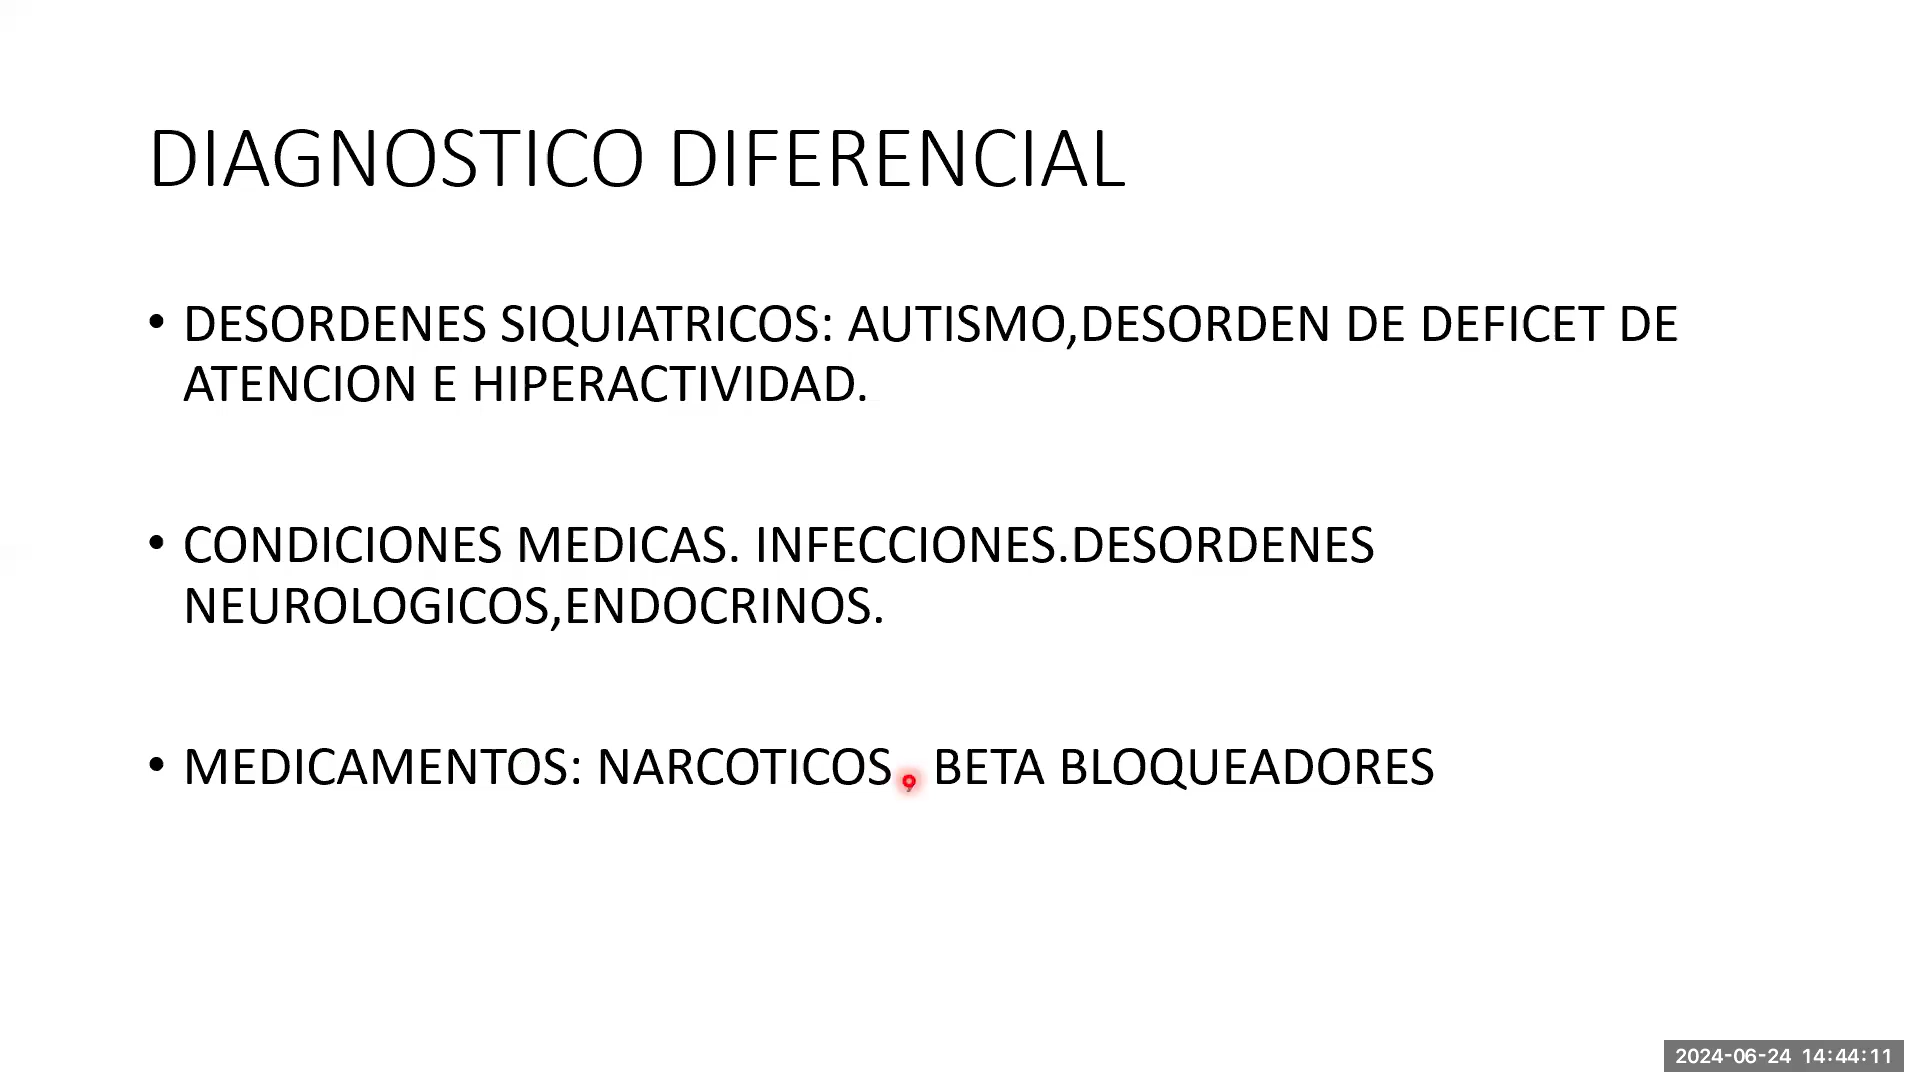 DIAGNOSTICO DIFERENCIAL
• DESORDENES SIQUIATRICOS: AUTISMO,DESORDEN DE DEFICET DE
ATENCION E HIPERACTIVIDAD.
• CONDICIONES MEDICAS. INFECCIONES.DESORDENES
NEUROLOGICOS,ENDOCRINOS.
• MEDICAMENTOS: NARCOTICOS , BETA BLOQUEADORES
2024-06-24 14:44:11